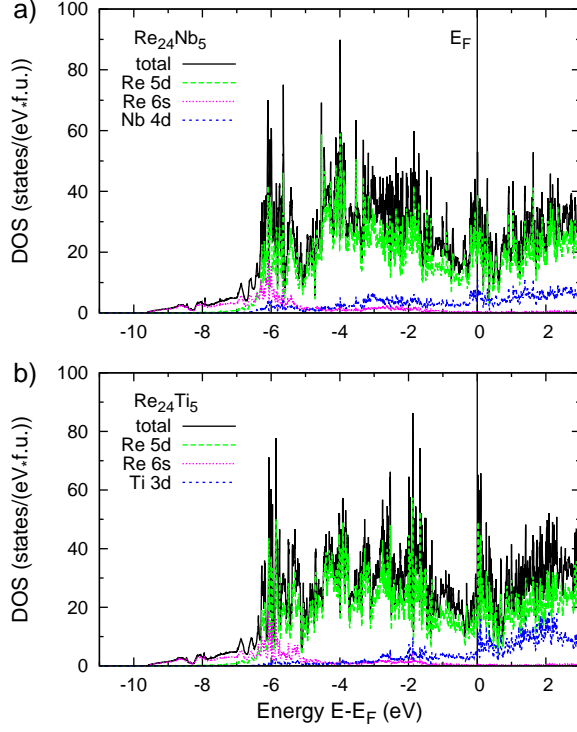 a)
Re24Nb5
EF
total
Re 5d
Re 6s
Nb 4d
DOS (states/(eV*f.u.))
100
80
60
40
20
0
-10 -8 -6 -4 -2 0 2
b)
Re24Ti5
total
Re 5d
Re 6s
Ti 3d
DOS (states/(eV*f.u.))
100
80
60
40
20
0
-10 -8 -6 -4 -2 0 2
Energy E-EF (eV)